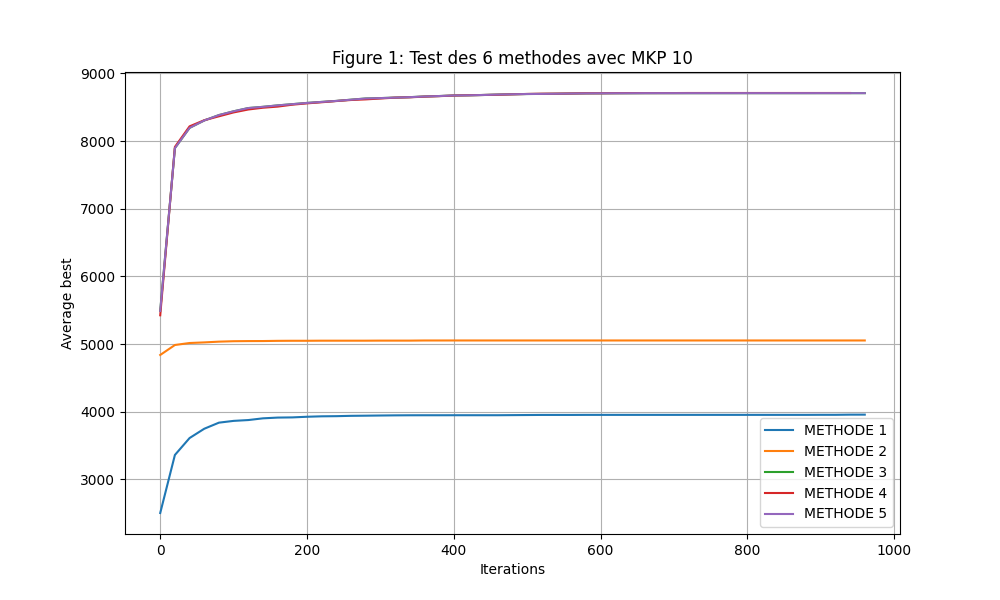 Figure 1: Test des 6 methodes avec MKP 10
Average best
9000
8000
7000
6000
5000
4000
3000
0
200
400
600
800
1000
Iterations
METHODE 1
METHODE 2
METHODE 3
METHODE 4
METHODE 5